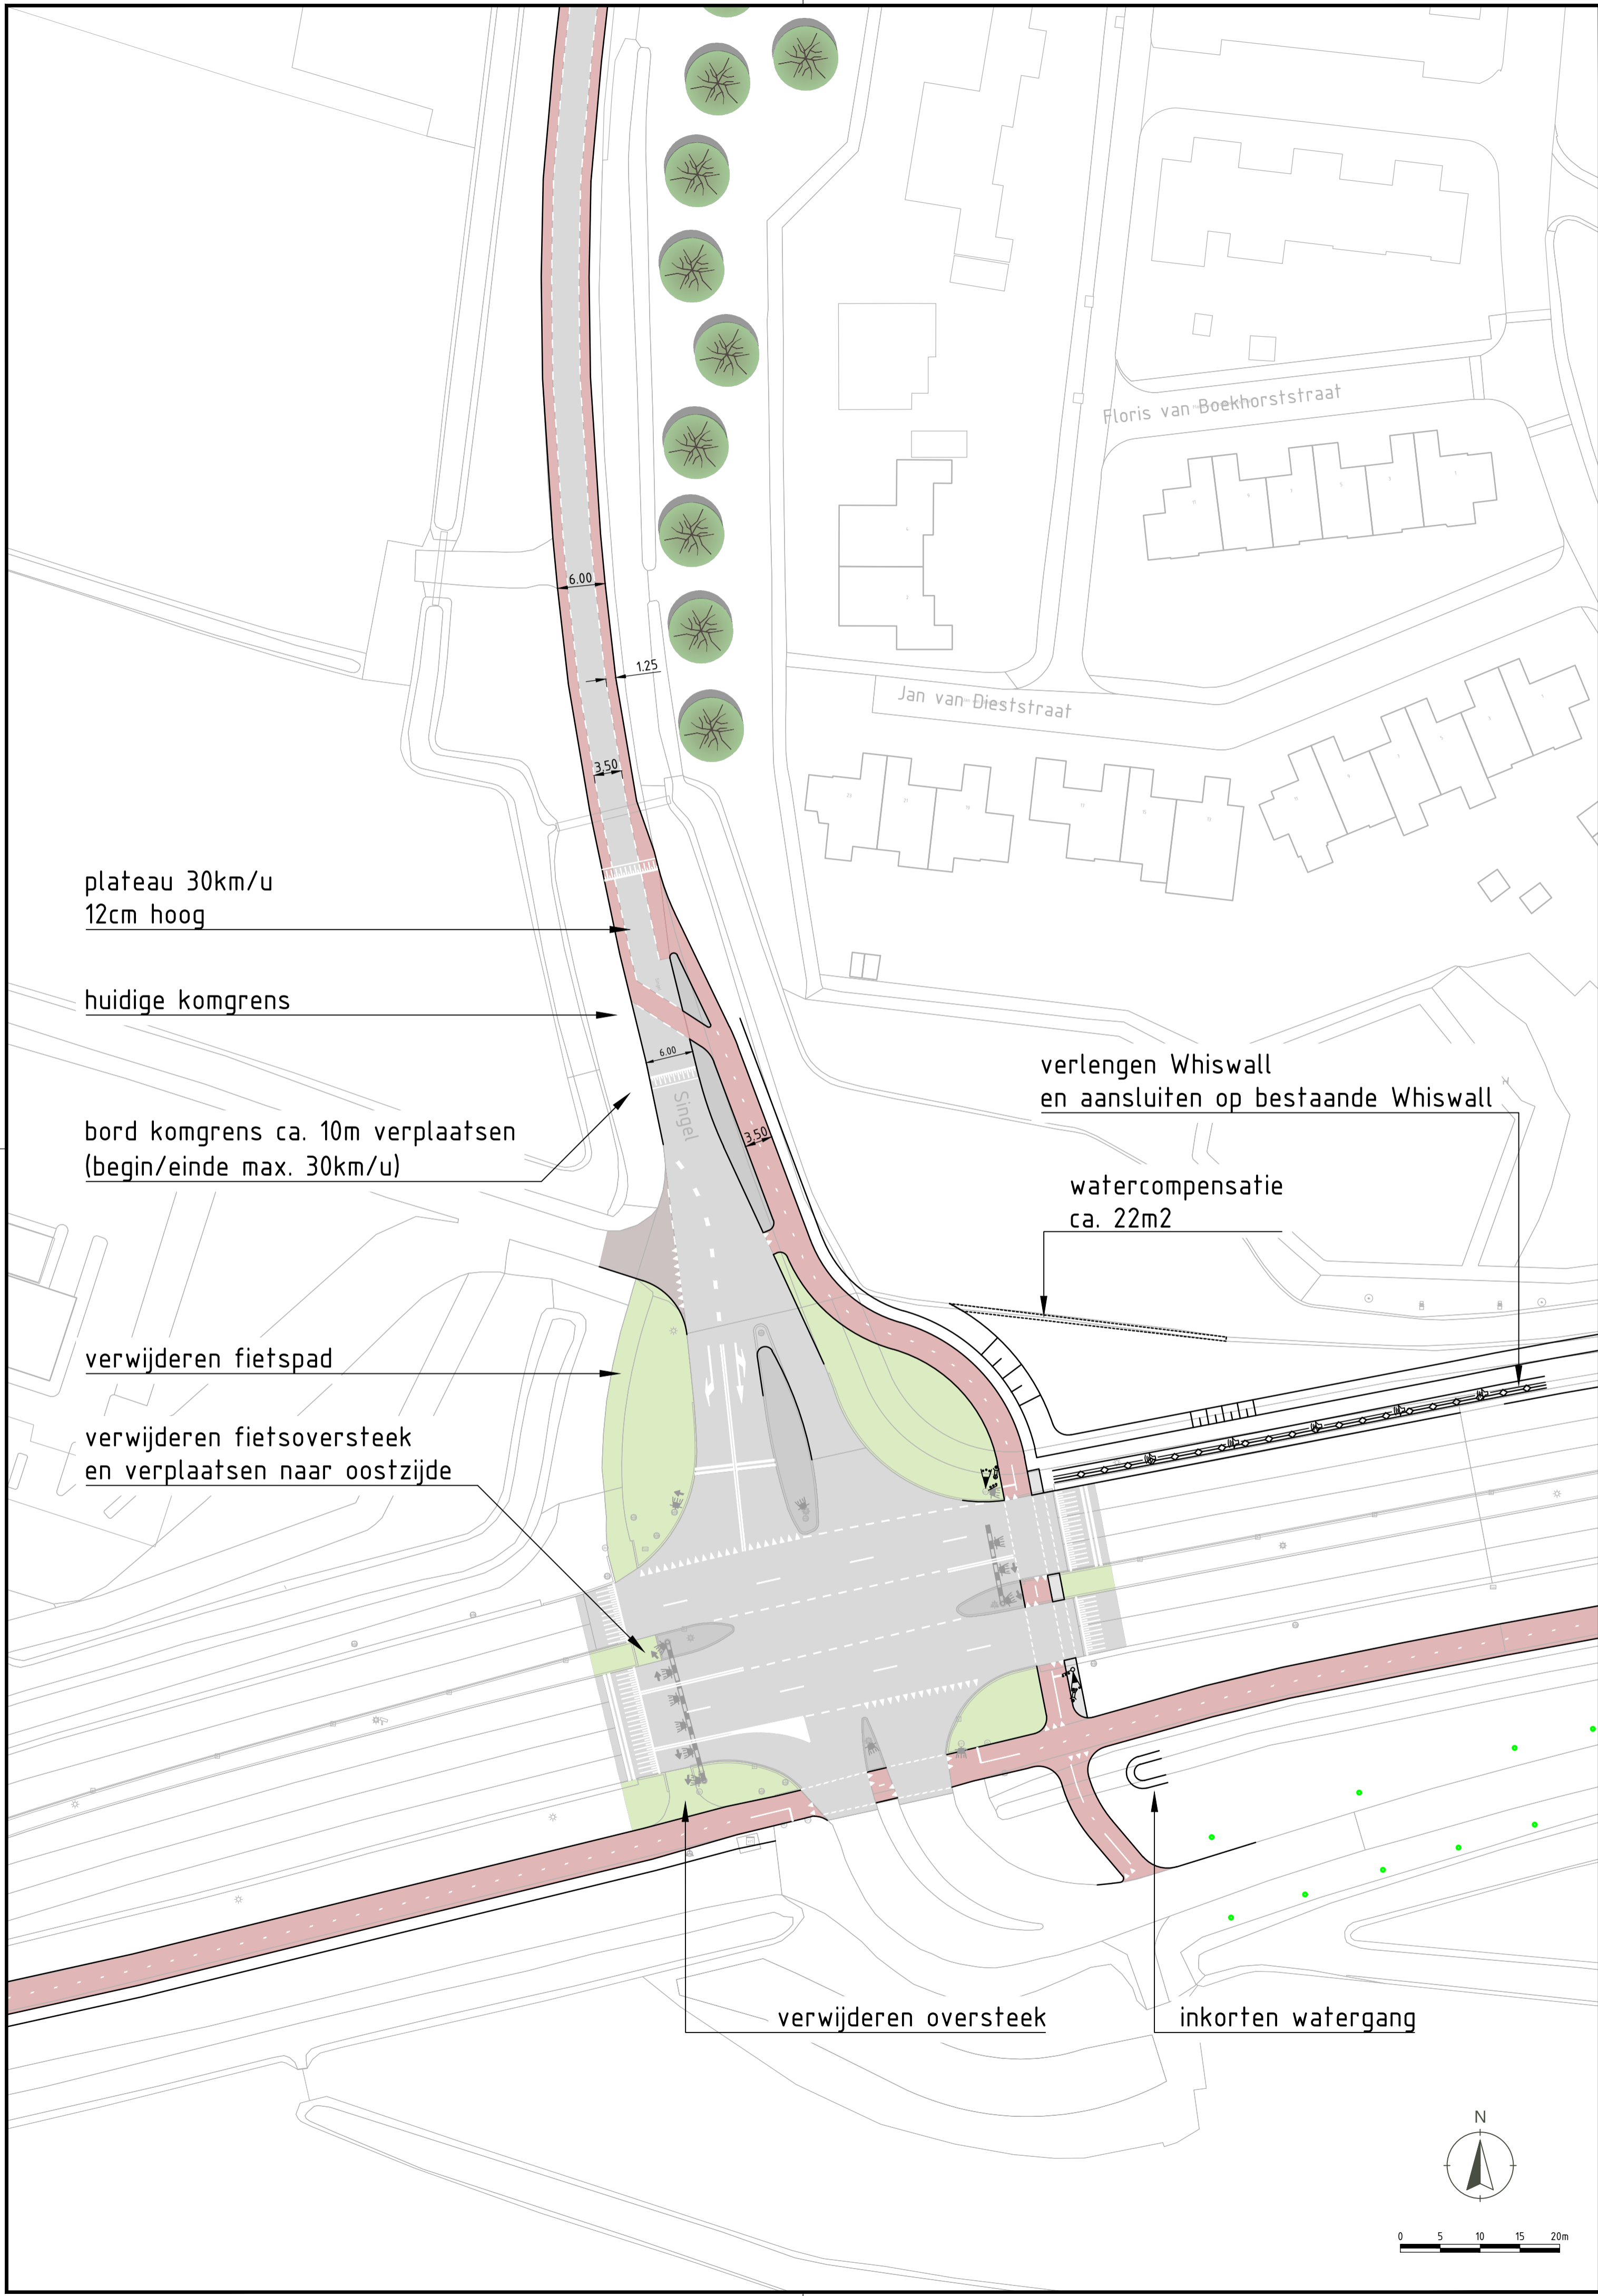 Floris van Boekhorststraat
6.00
1.25
Jan van Dieststraat
3.50
plateau 30km/u
12cm hoog
huidige komgrens
6.00
verlengen Whiswall
en aansluiten op bestaande Whiswall
Singel
bord komgrens ca. 10m verplaatsen
(begin/einde max. 30km/u)
3.50
watercompensatie
ca. 22m2
verwijderen fietspad
verwijderen fietsoversteek
en verplaatsen naar oostzijde
verwijderen oversteek
inkorten watergang
N
0 5 10 15 20m